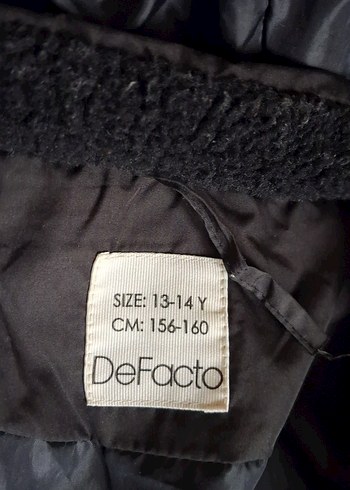 SIZE: 13-14 Y
CM: 156-160
DeFacto